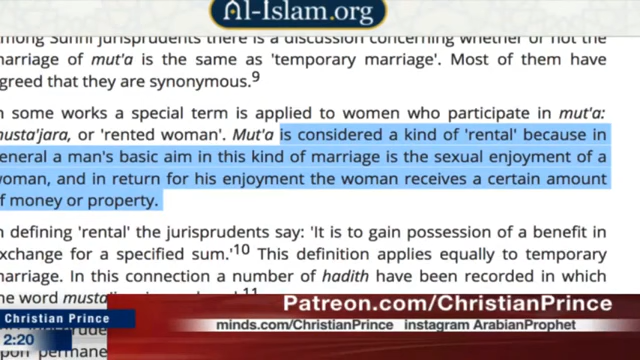 Al-Islam.org
among Sunni jurisprudents there is a discussion concerning whether or not the
marriage of mut'a is the same as 'temporary marriage'. Most of them have
greed that they are synonymous.9
n some works a special term is applied to women who participate in mut'a:
usta'jara, or 'rented woman'. Mut'a is considered a kind of 'rental' because in
eneral a man's basic aim in this kind of marriage is the sexual enjoyment of a
woman, and in return for his enjoyment the woman receives a certain amount
f money or property.
n defining 'rental' the jurisprudents say: 'It is to gain possession of a benefit in
xchange for a specified sum.'10 This definition applies equally to temporary
marriage. In this connection a number of hadith have been recorded in which
he word
Patreon.com/ChristianPrince
Christian Prince
minds.com/ChristianPrince instagram ArabianProphet
2:20
pon permane